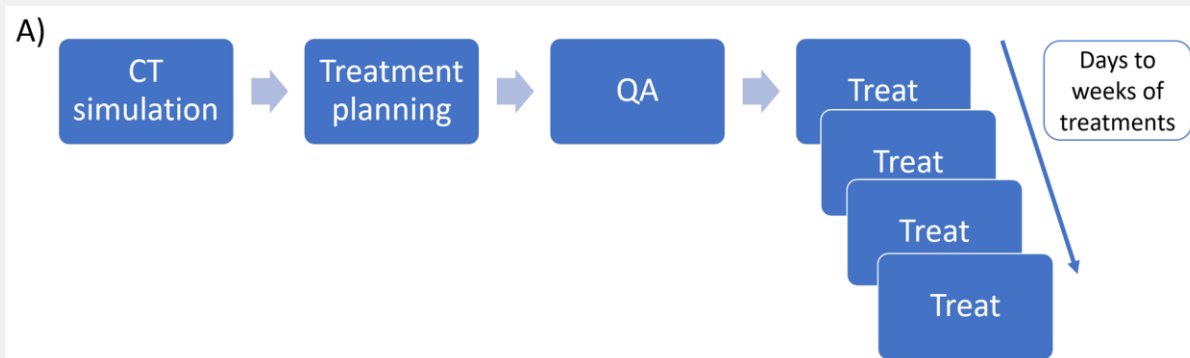 A)
CT
simulation
Treatment
planning
QA
Treat
Treat
Treat
Treat
Days to
weeks of
treatments